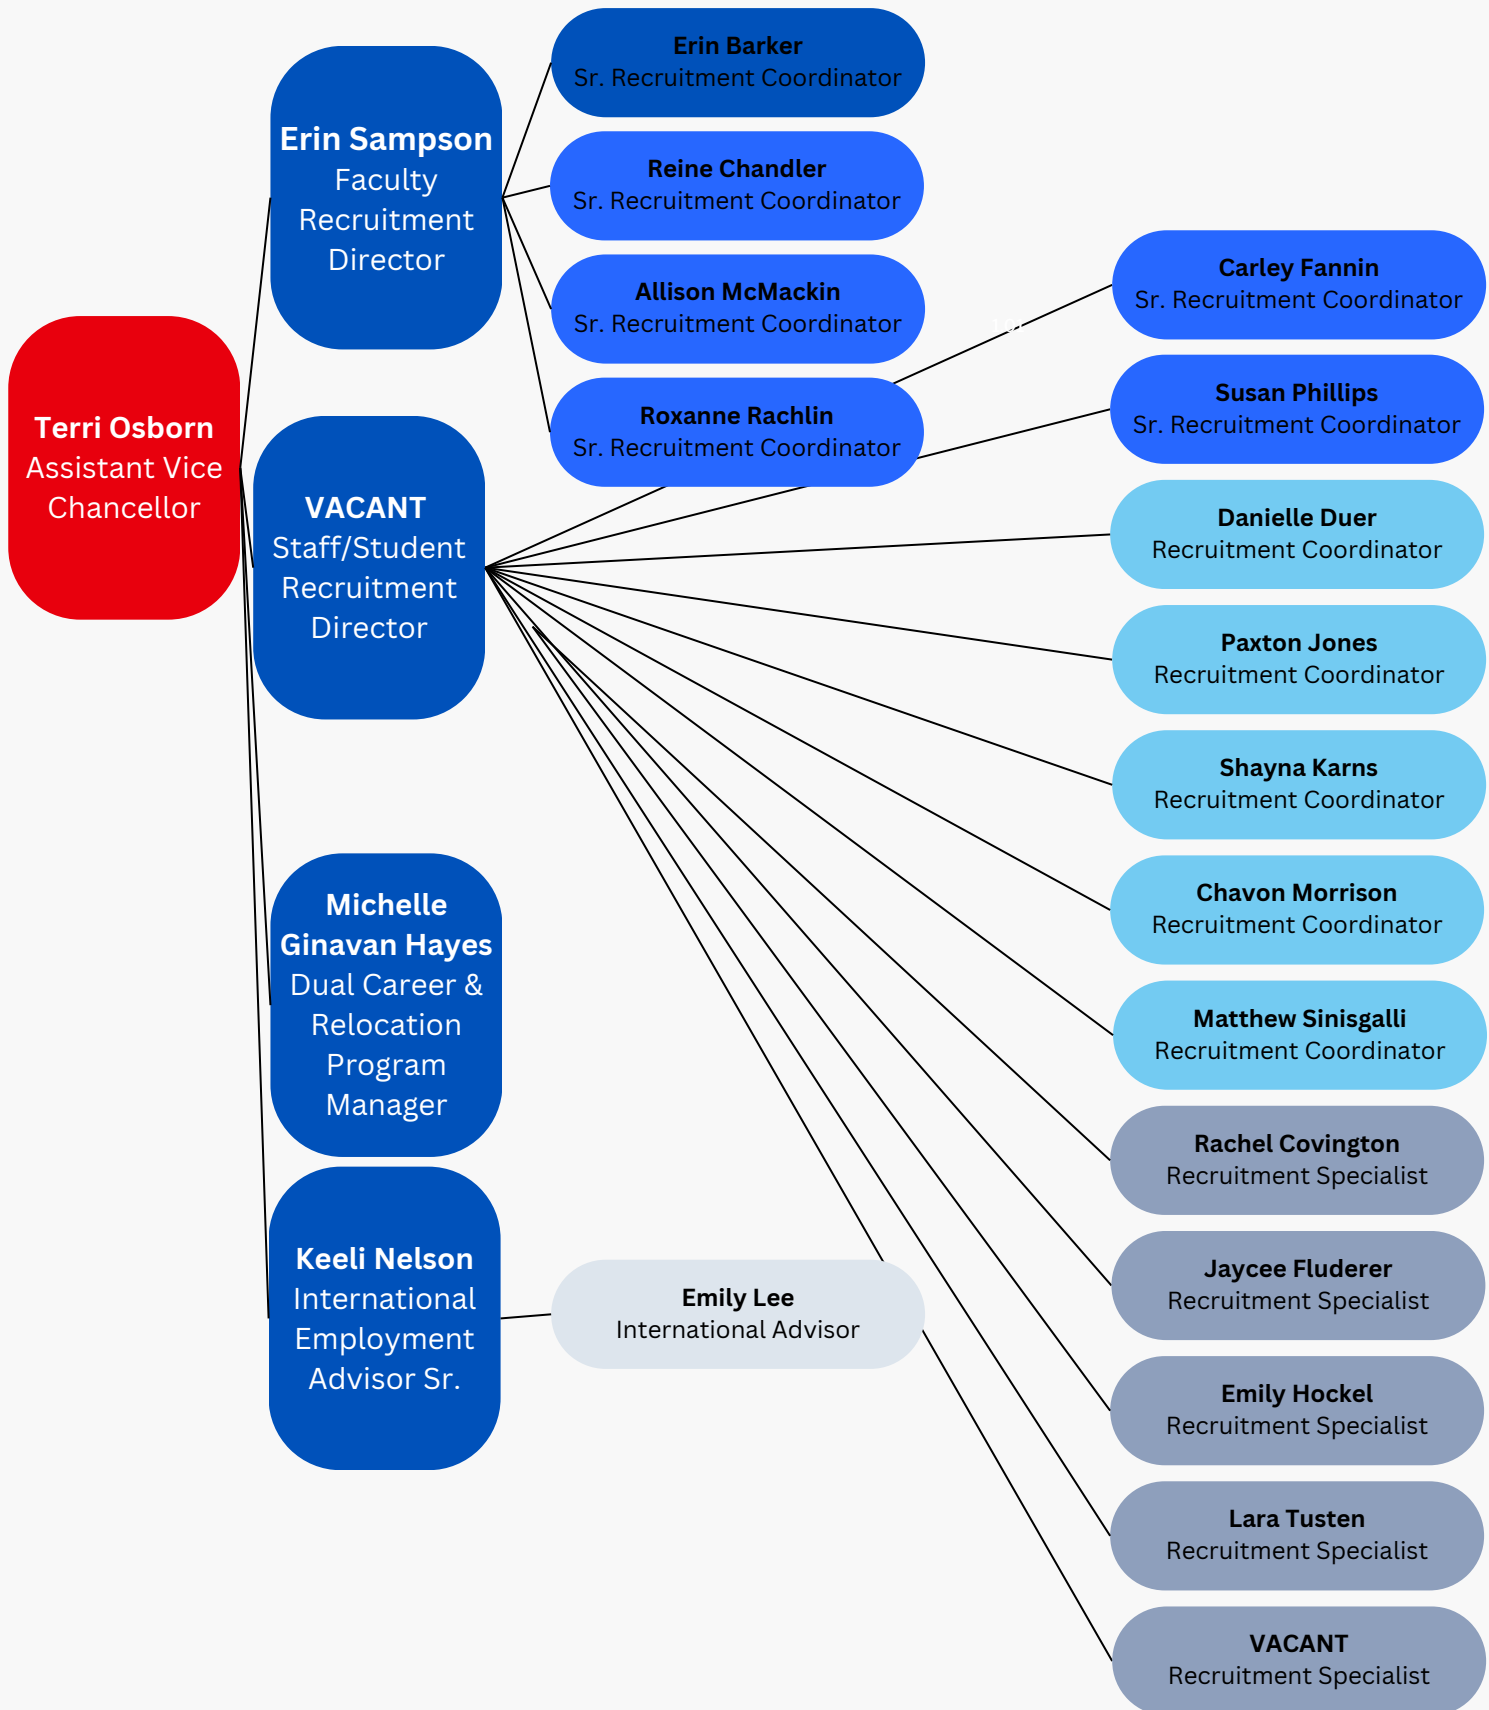 Terri Osborn
Assistant Vice
Chancellor
Erin Sampson
Faculty
Recruitment
Director
VACANT
Staff/Student
Recruitment
Director
Michelle
Ginavan Hayes
Dual Career &
Relocation
Program
Manager
Keeli Nelson
International
Employment
Advisor Sr.
Erin Barker
Sr. Recruitment Coordinator
Reine Chandler
Sr. Recruitment Coordinator
Allison McMackin
Sr. Recruitment Coordinator
Roxanne Rachlin
Sr. Recruitment Coordinator
Emily Lee
International Advisor
Carley Fannin
Sr. Recruitment Coordinator
Susan Phillips
Sr. Recruitment Coordinator
Danielle Duer
Recruitment Coordinator
Paxton Jones
Recruitment Coordinator
Shayna Karns
Recruitment Coordinator
Chavon Morrison
Recruitment Coordinator
Matthew Sinisgalli
Recruitment Coordinator
Rachel Covington
Recruitment Specialist
Jaycee Fluderer
Recruitment Specialist
Emily Hockel
Recruitment Specialist
Lara Tusten
Recruitment Specialist
VACANT
Recruitment Specialist